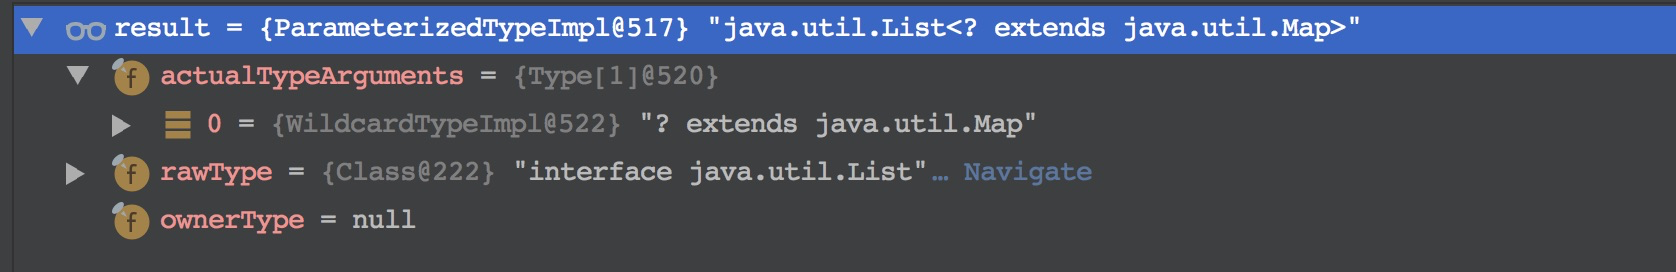 result = {ParameterizedTypeImpl@517} "java.util.List<? extends java.util.Map>"
f actualTypeArguments = {Type[1]@520}
0 = {WildcardTypeImpl@522} "? extends java.util.Map"
f rawType = {Class@222} "interface java.util.List"… Navigate
f ownerType = null